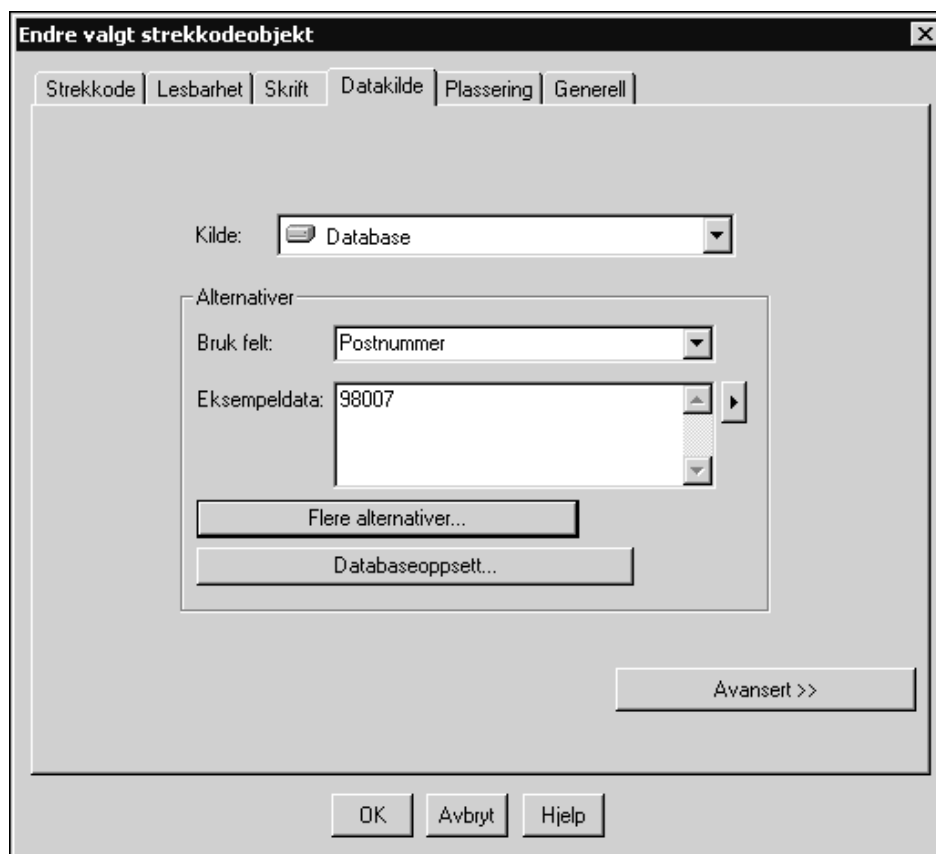 Endre valgt strekkodeobjekt
Strekkode Lesbarhet Skrift Datakilde Plassering Generell
Kilde: Database
Alternativer
Bruk felt: Postnummer
Eksempeldata: 98007
Flere alternativer...
Databaseoppsett...
Avansert >>
OK Avbryt Hjelp